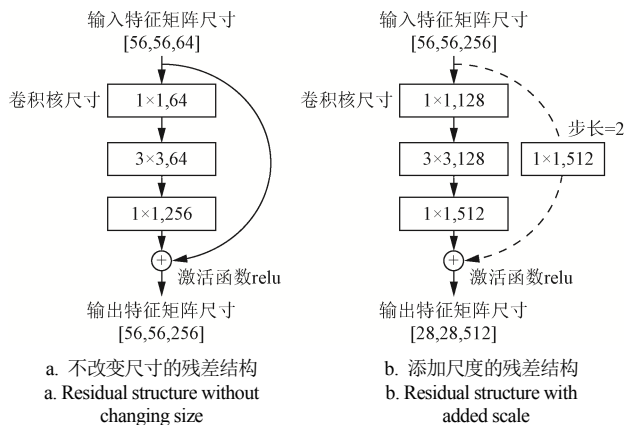 输入特征矩阵尺寸
[56,56,64]
卷积核尺寸
1×1,64
3×3,64
1×1,256
+
激活函数relu
输出特征矩阵尺寸
[56,56,256]
a. 不改变尺寸的残差结构
a. Residual structure without
changing size
输入特征矩阵尺寸
[56,56,256]
卷积核尺寸
1×1,128
步长=2
3×3,128
1×1,512
1×1,512
+
激活函数relu
输出特征矩阵尺寸
[28,28,512]
b. 添加尺度的残差结构
b. Residual structure with
added scale